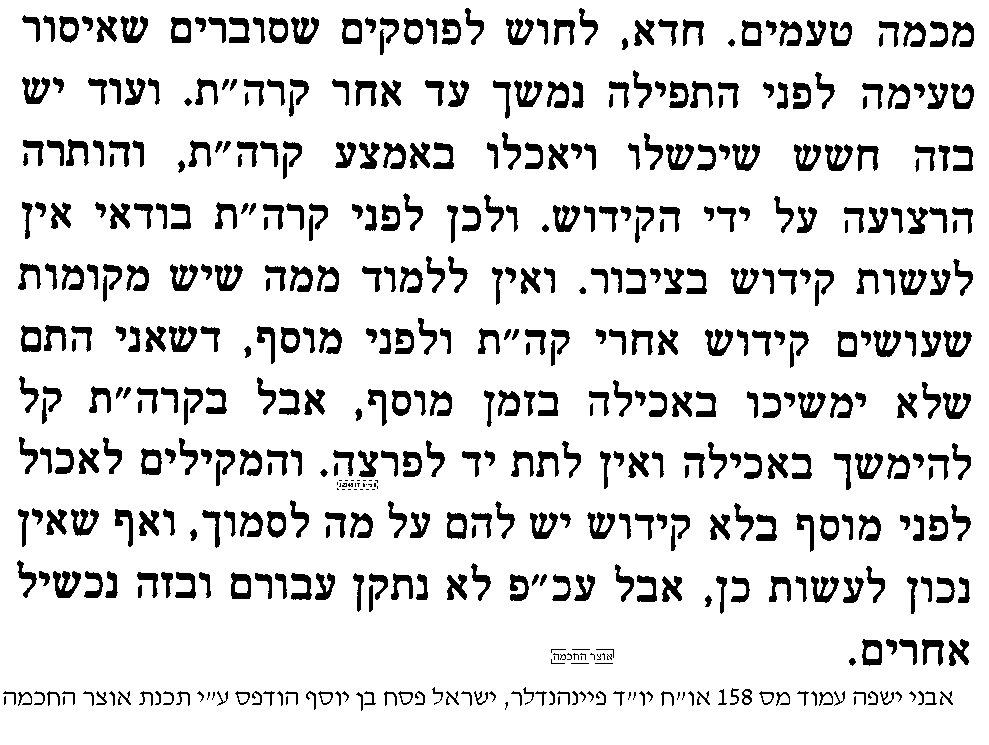 מכמה טעמים. חדא, לחוש לפוסקים שסוברים שאיסור
טעימה לפני התפילה נמשך עד אחר קרה״ת. ועוד יש
בזה חשש שיכשלו ויאכלו באמצע קרה״ת, והותרה
הרצועה על ידי הקידוש. ולכן לפני קרה״ת בודאי אין
לעשות קידוש בציבור. ואין ללמוד ממה שיש מקומות
שעושים קידוש אחרי קה״ת ולפני מוסף, דשאני התם
שלא ימשיכו באכילה בזמן מוסף, אבל בקרה״ת קל
להימשך באכילה ואין לתת יד לפרצה. והמקילים לאכול
לפני מוסף בלא קידוש יש להם על מה לסמוך, ואף שאין
נכון לעשות כן, אבל עכ״פ לא נתקן עבורם ובזה נכשיל
אחרים.
אוצר החכמה
אבני ישפה עמוד מס 158 או״ח יו״ד פיינהנדלר, ישראל פסח בן יוסף הודפס ע״י תכנת אוצר החכמה